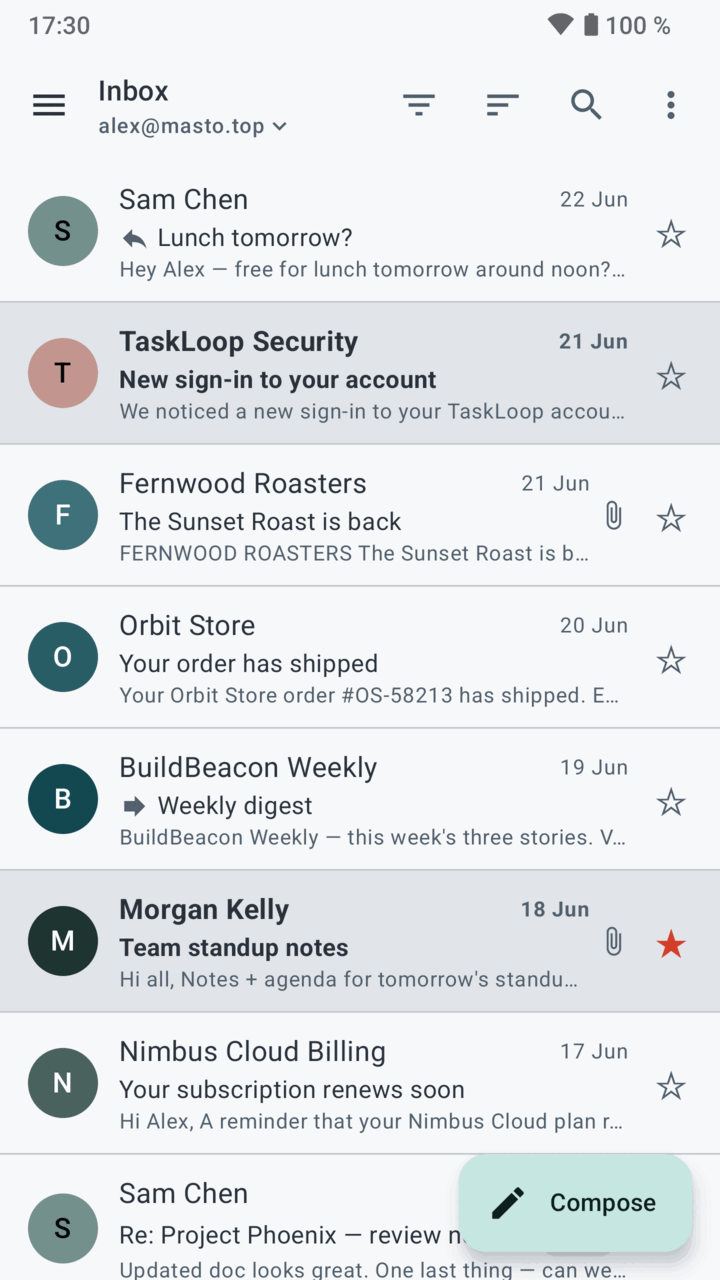 17:30
100 %
Inbox
alex@masto.top
S
Sam Chen
22 Jun
Lunch tomorrow?
Hey Alex — free for lunch tomorrow around noon?…
T
TaskLoop Security
21 Jun
New sign-in to your account
We noticed a new sign-in to your TaskLoop accou…
F
Fernwood Roasters
21 Jun
The Sunset Roast is back
FERNWOOD ROASTERS The Sunset Roast is b…
O
Orbit Store
20 Jun
Your order has shipped
Your Orbit Store order #OS-58213 has shipped. E…
B
BuildBeacon Weekly
19 Jun
Weekly digest
BuildBeacon Weekly — this week's three stories. V…
M
Morgan Kelly
18 Jun
Team standup notes
Hi all, Notes + agenda for tomorrow's standu…
N
Nimbus Cloud Billing
17 Jun
Your subscription renews soon
Hi Alex, A reminder that your Nimbus Cloud plan r…
S
Sam Chen
Re: Project Phoenix — review
Compose
Updated doc looks great. One last thing — can we…